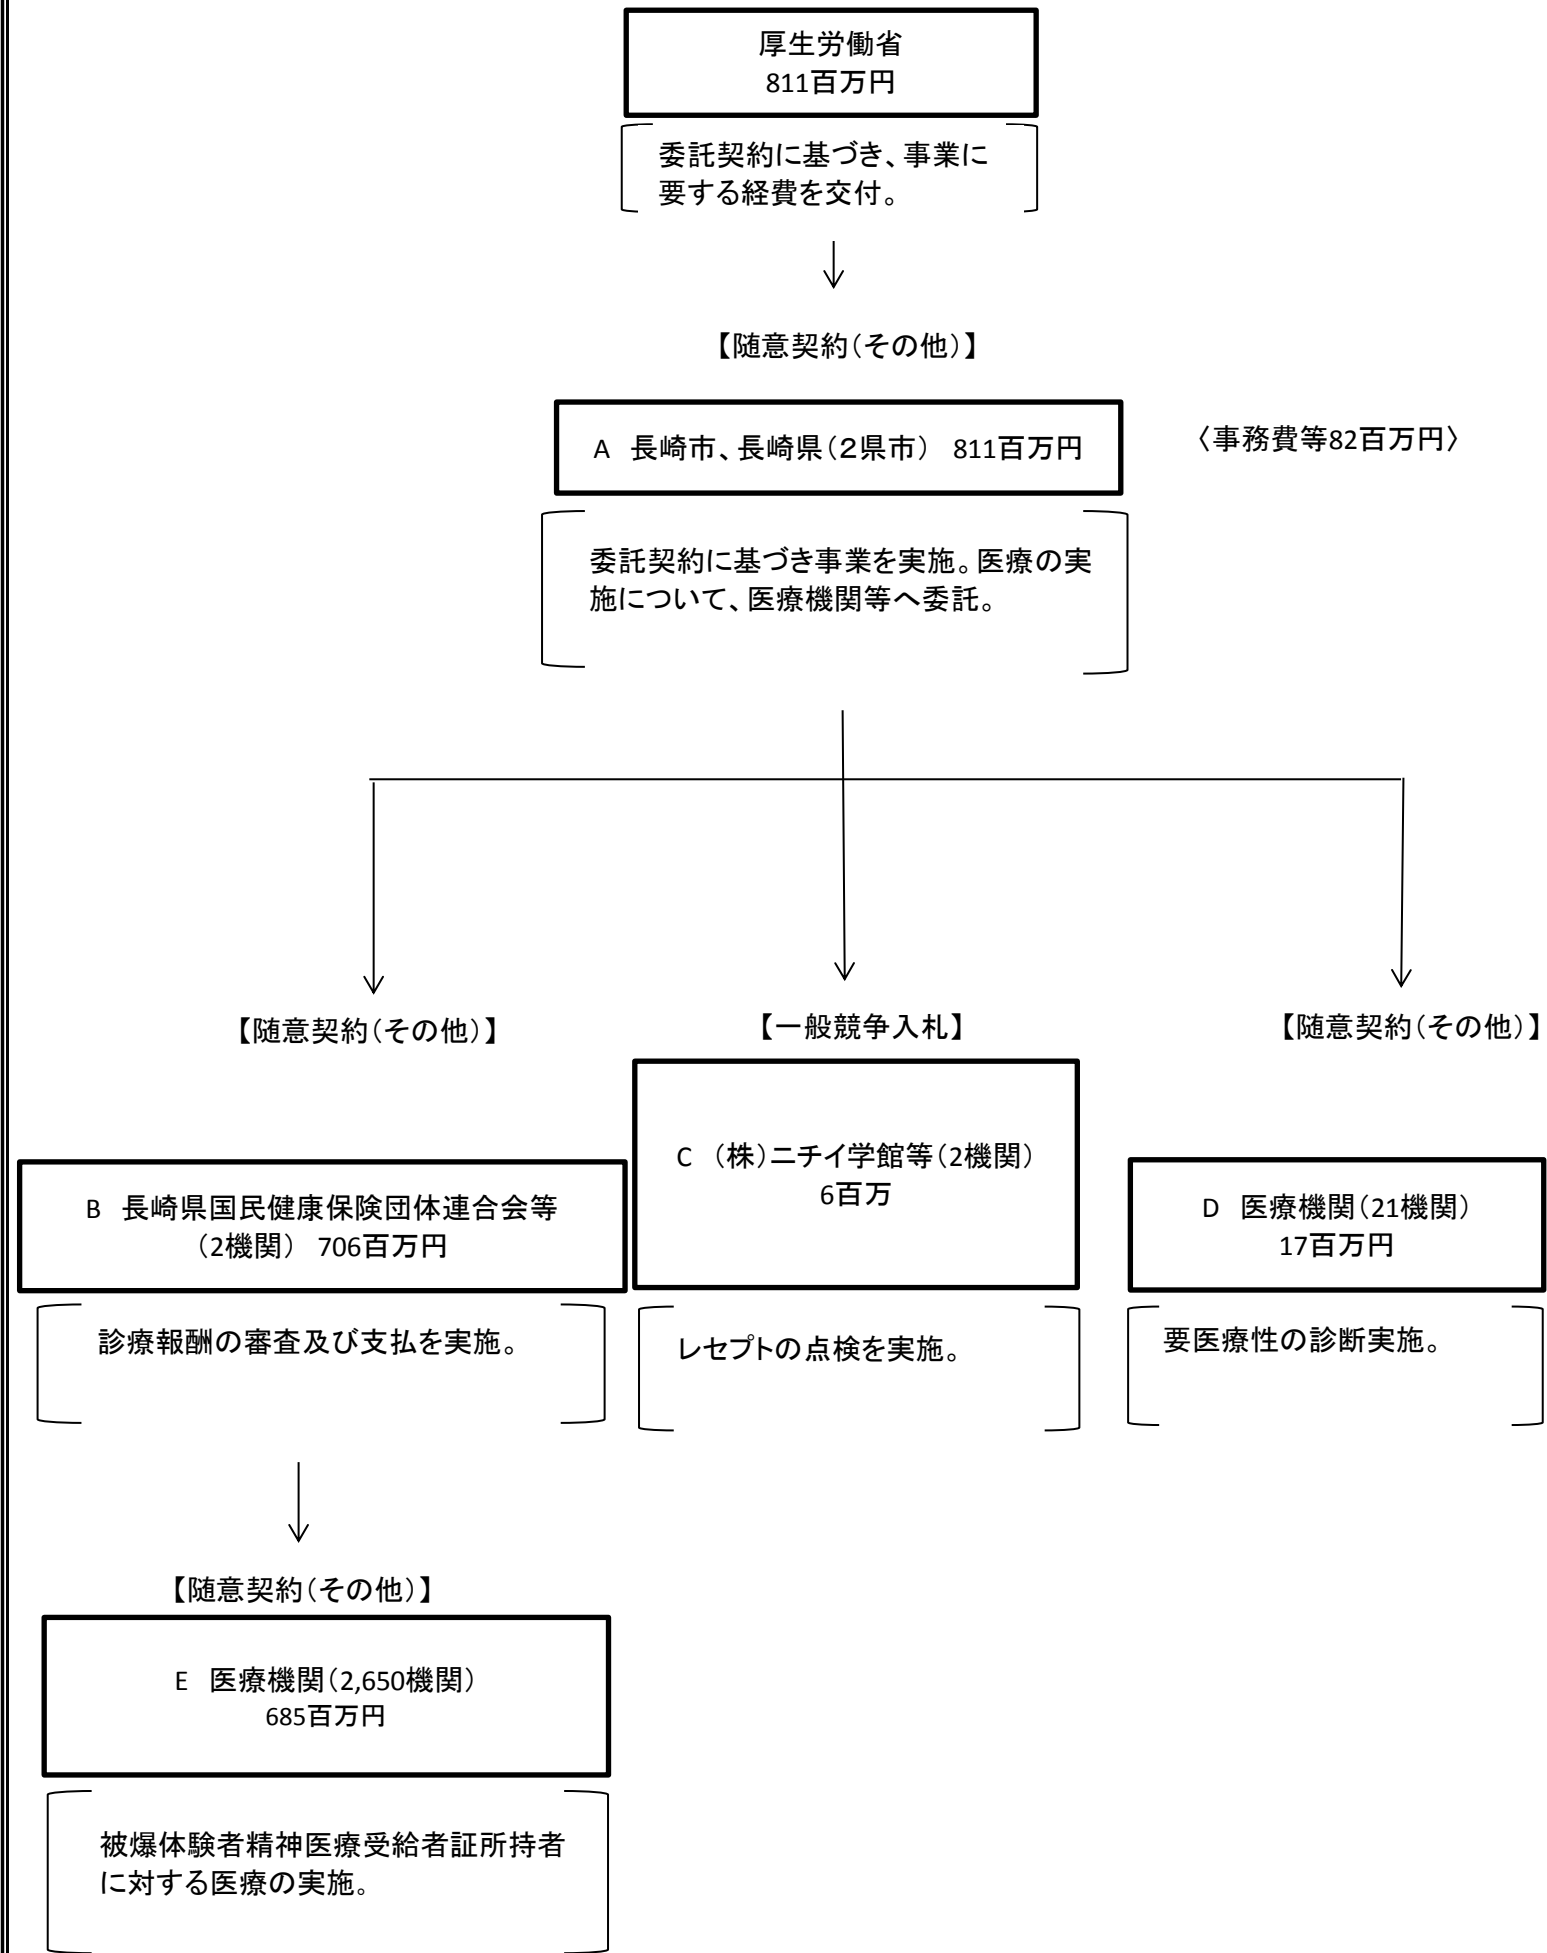 厚生労働省
811百万円
委託契約に基づき、事業に
要する経費を交付。
【随意契約（その他）】
A 長崎市、長崎県（２県市） 811百万円
〈事務費等82百万円〉
委託契約に基づき事業を実施。医療の実
施について、医療機関等へ委託。
【随意契約（その他）】
【一般競争入札】
【随意契約（その他）】
B 長崎県国民健康保険団体連合会等
（2機関） 706百万円
C （株）ニチイ学館等（2機関）
6百万
D 医療機関（21機関）
17百万円
診療報酬の審査及び支払を実施。
レセプトの点検を実施。
要医療性の診断実施。
【随意契約（その他）】
E 医療機関（2,650機関）
685百万円
被爆体験者精神医療受給者証所持者
に対する医療の実施。